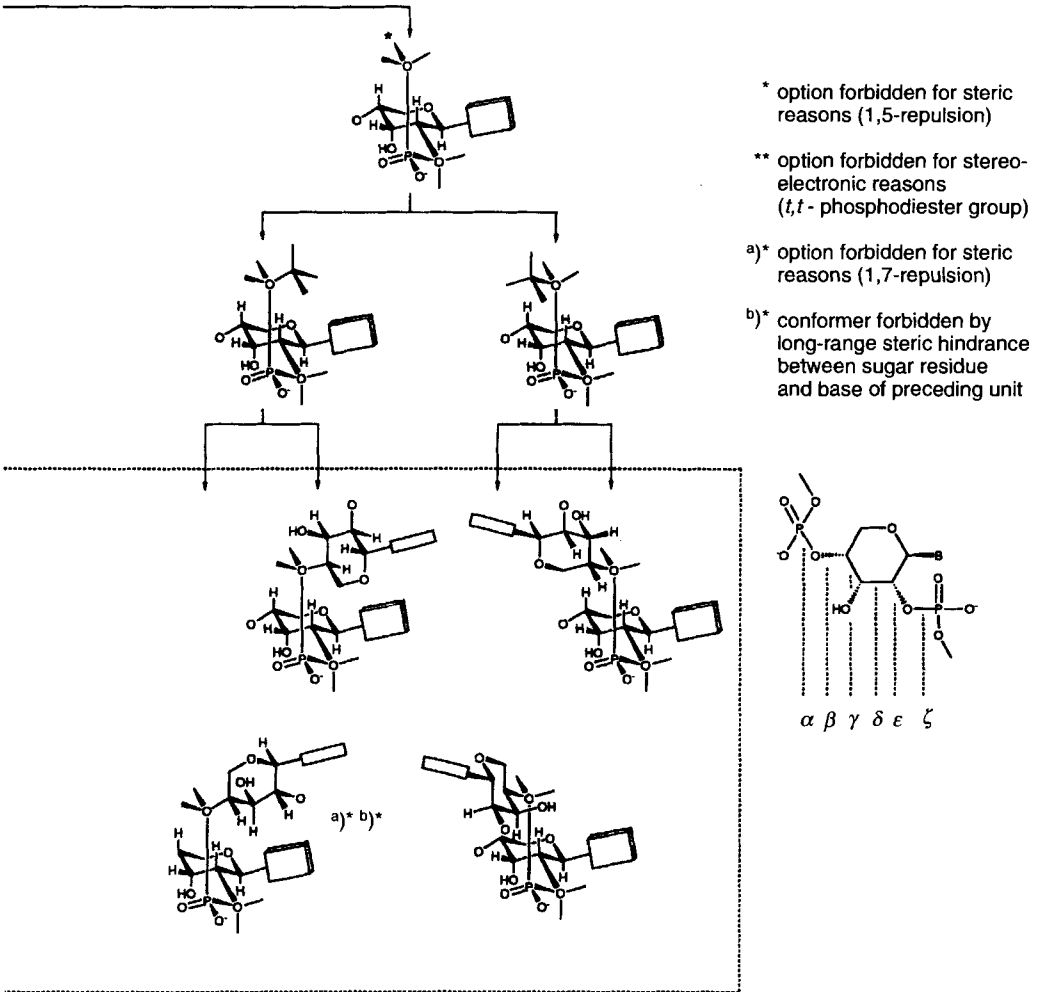 *
* option forbidden for steric
reasons (1,5-repulsion)
** option forbidden for stereo-
electronic reasons
(t,t - phosphodiester group)
a)* option forbidden for steric
reasons (1,7-repulsion)
b)* conformer forbidden by
long-range steric hindrance
between sugar residue
and base of preceding unit
a)* b)*
α β γ δ ε ζ